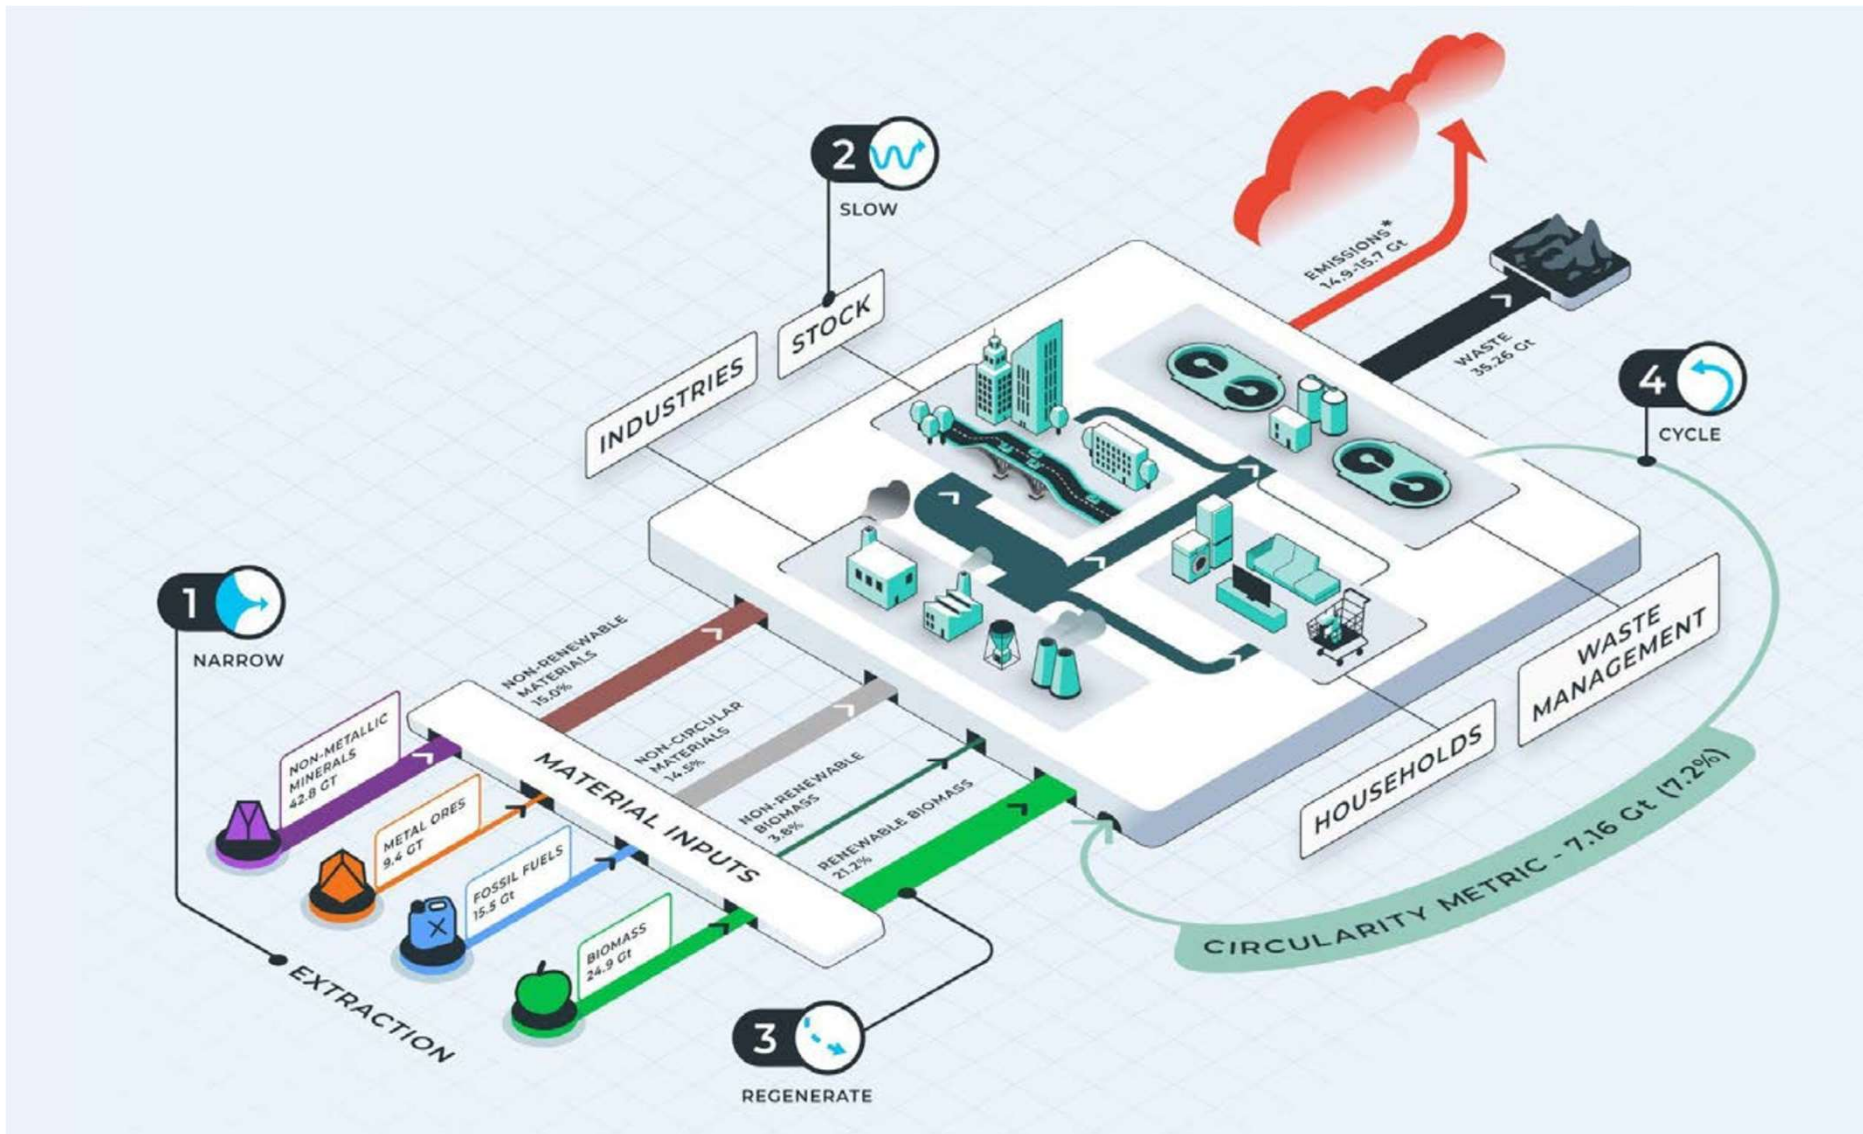 2
SLOW
STOCK
INDUSTRIES
EMISSIONS*
14.9-15.7 Gt
WASTE
35.26 Gt
4
CYCLE
1
NARROW
NON-RENEWABLE
MATERIALS
15.0%
NON-CIRCULAR
MATERIALS
14.5%
NON-RENEWABLE
BIOMASS
3.8%
RENEWABLE BIOMASS
21.2%
WASTE
MANAGEMENT
HOUSEHOLDS
NON-METALLIC
MINERALS
42.8 GT
METAL ORES
9.4 GT
FOSSIL FUELS
15.5 Gt
BIOMASS
24.9 Gt
MATERIAL INPUTS
CIRCULARITY METRIC - 7.16 Gt (7.2%)
EXTRACTION
3
REGENERATE